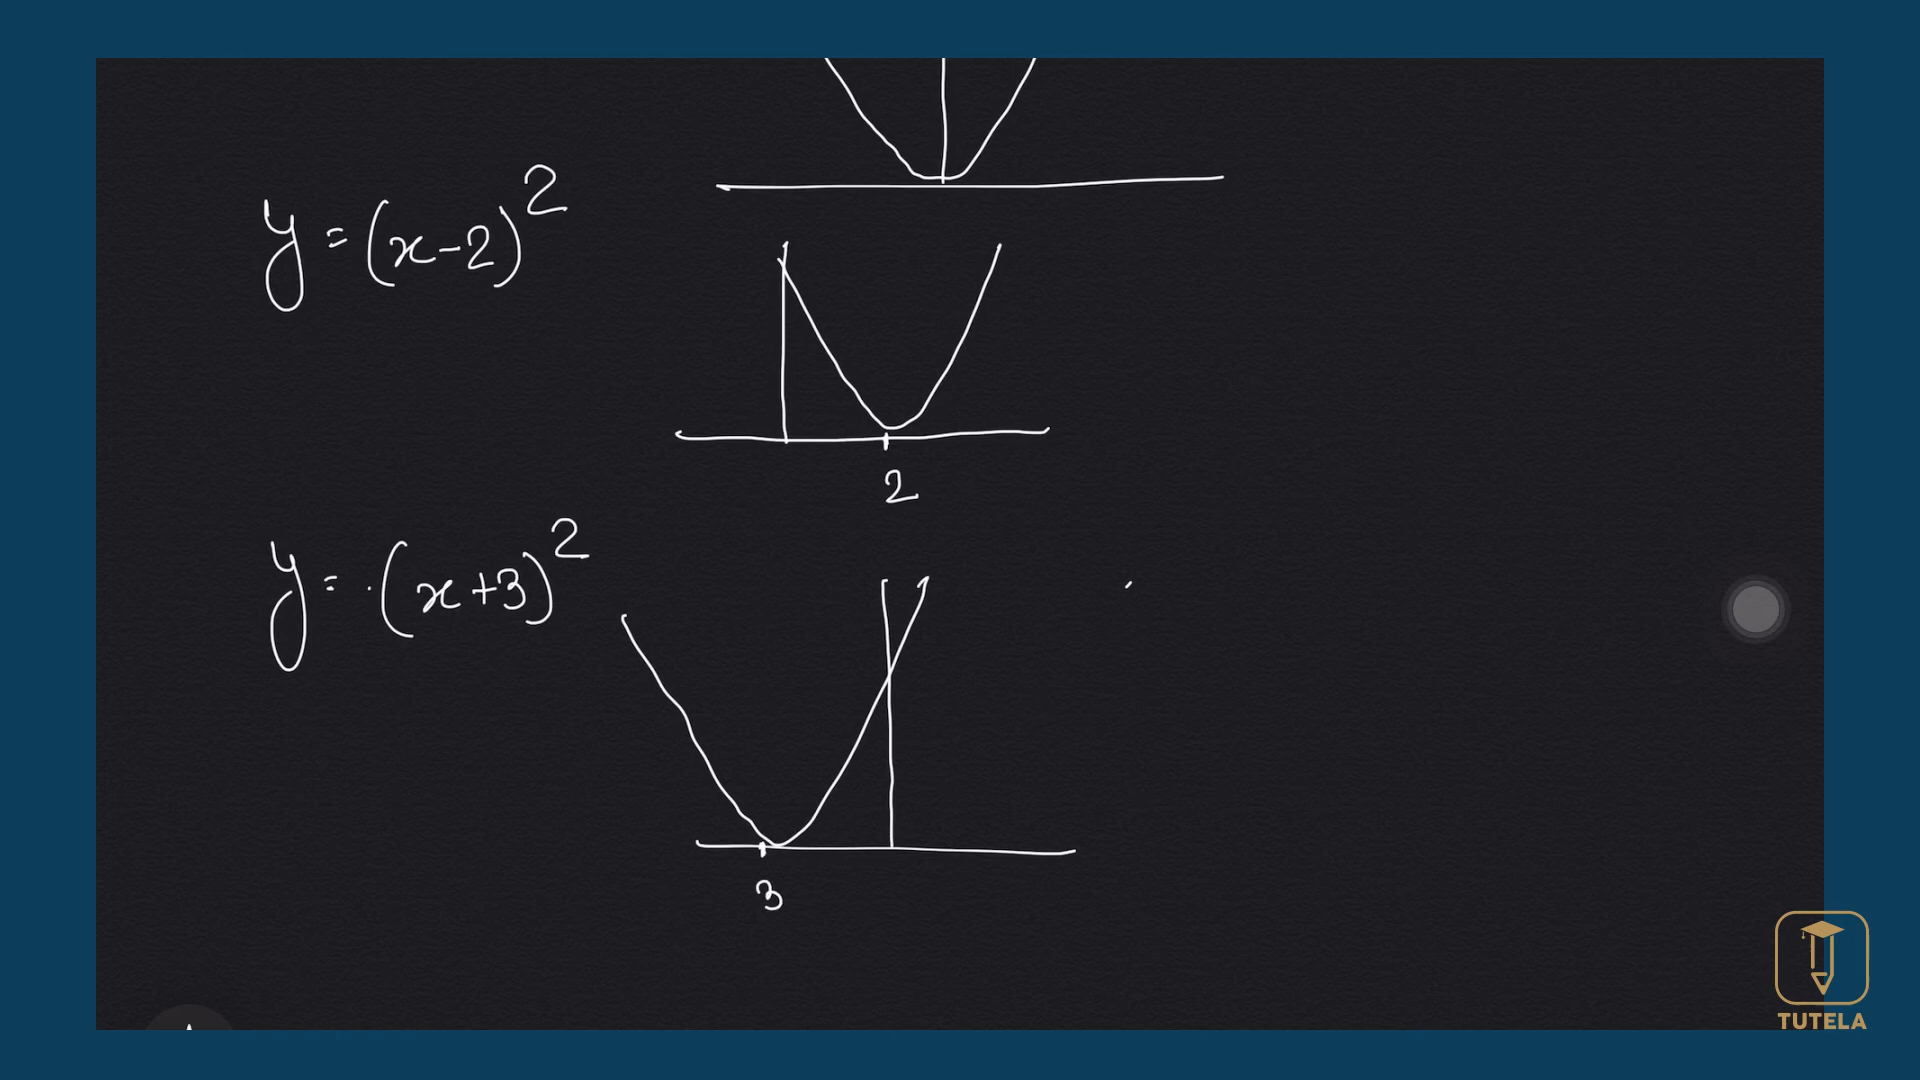 y = (x-2)^2
2
y = (x+3)^2
3
TUTELA